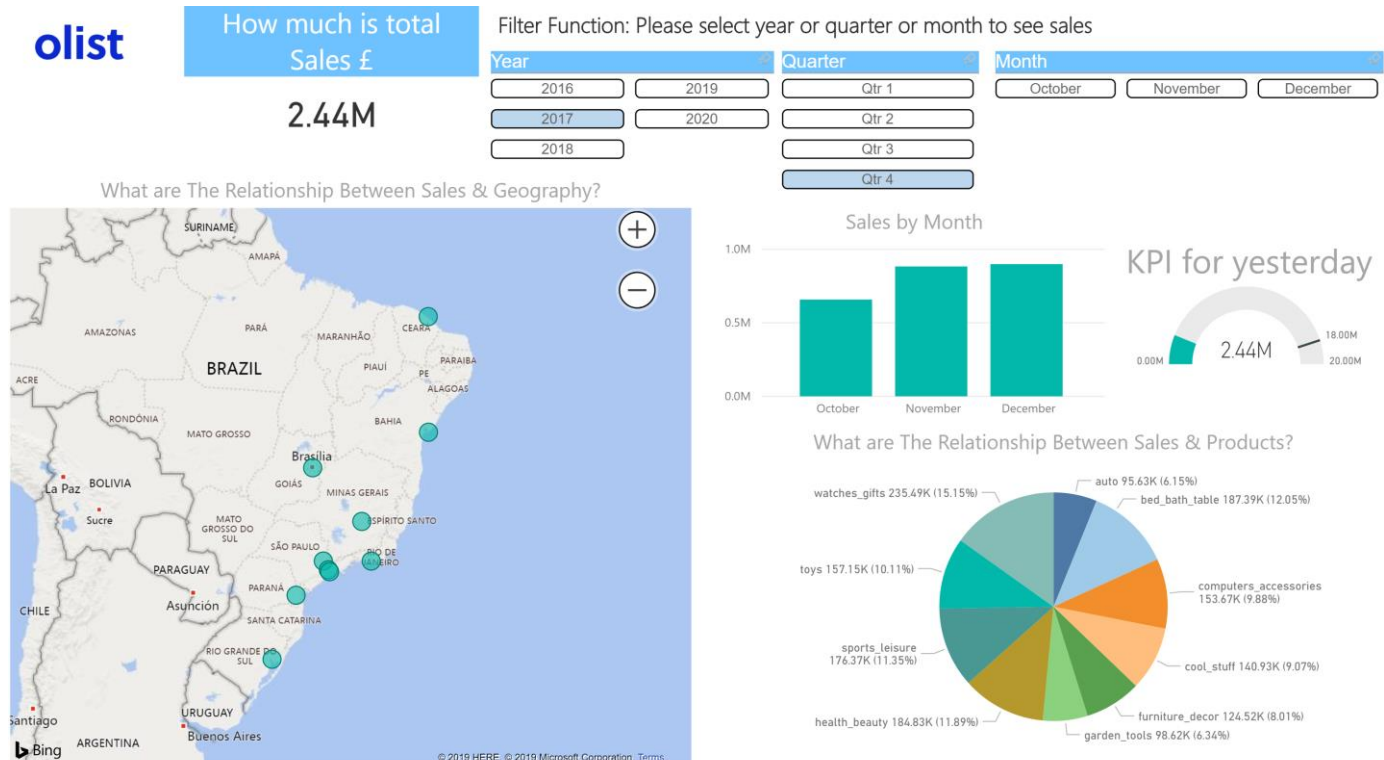 olist
How much is total
Sales £
2.44M
Filter Function: Please select year or quarter or month to see sales
Year
2016
2019
2017
2020
2018
Quarter
Qtr 1
Qtr 2
Qtr 3
Qtr 4
Month
October
November
December
What are The Relationship Between Sales & Geography?
SURINAME
AMAPÁ
AMAZONAS
PARÁ
MARANHÃO
CEARÁ
BRAZIL
PIAUÍ
PARAIBA
PE
ALAGOAS
ACRE
RONDÔNIA
MATO GROSSO
BAHIA
Brasília
GOIÁS
La Paz
BOLIVIA
MINAS GERAIS
Sucre
MATO
GROSSO DO
SUL
ESPÍRITO SANTO
SÃO PAULO
RIO DE
JANEIRO
PARAGUAY
PARANÁ
CHILE
Asunción
SANTA CATARINA
RIO GRANDE DO
SUL
URUGUAY
Santiago
Buenos Aires
ARGENTINA
Bing
© 2019 HERE, © 2019 Microsoft Corporation Terms
Sales by Month
1.0M
0.5M
0.0M
October
November
December
KPI for yesterday
0.00M
2.44M
18.00M
20.00M
What are The Relationship Between Sales & Products?
auto 95.63K (6.15%)
watches_gifts 235.49K (15.15%)
bed_bath_table 187.39K (12.05%)
toys 157.15K (10.11%)
computers_accessories
153.67K (9.88%)
sports_leisure
176.37K (11.35%)
cool_stuff 140.93K (9.07%)
health_beauty 184.83K (11.89%)
furniture_decor 124.52K (8.01%)
garden_tools 98.62K (6.34%)